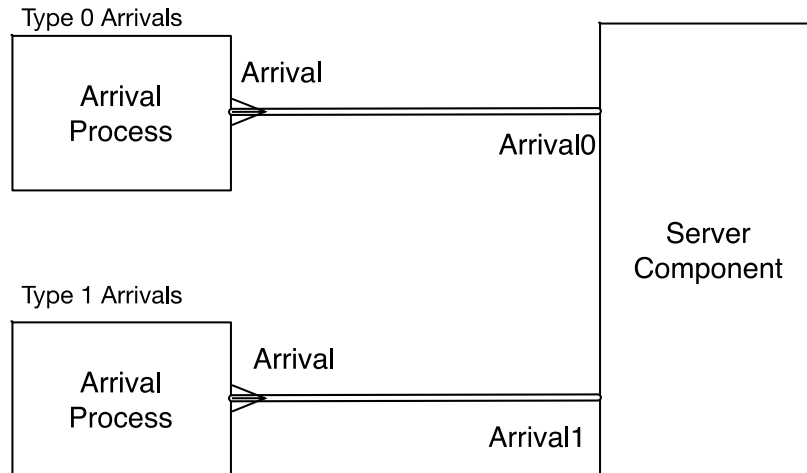 Type 0 Arrivals
Arrival
Arrival
Process
Arrival0
Server
Component
Type 1 Arrivals
Arrival
Arrival
Process
Arrival1